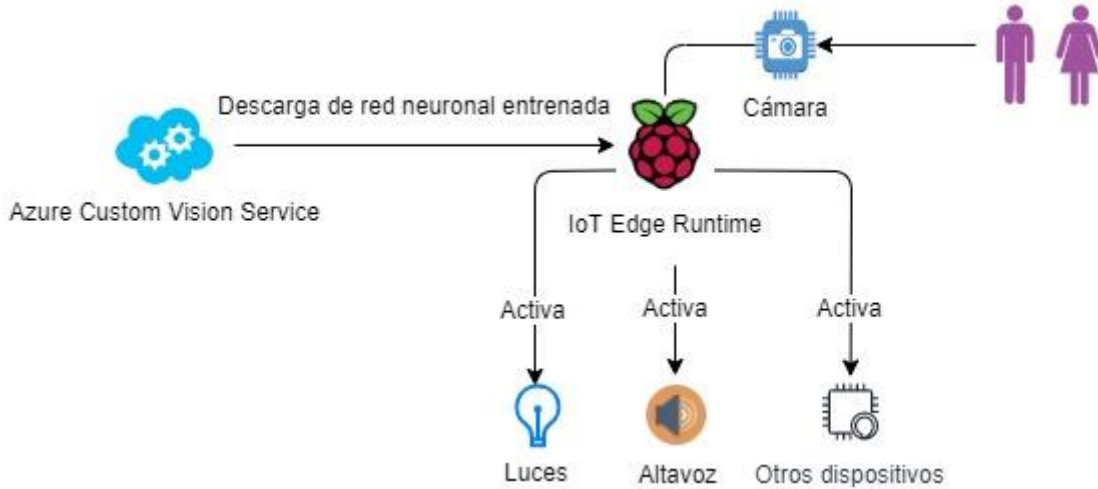 Descarga de red neuronal entrenada
Cámara
Azure Custom Vision Service
IoT Edge Runtime
Activa
Activa
Activa
Luces
Altavoz
Otros dispositivos